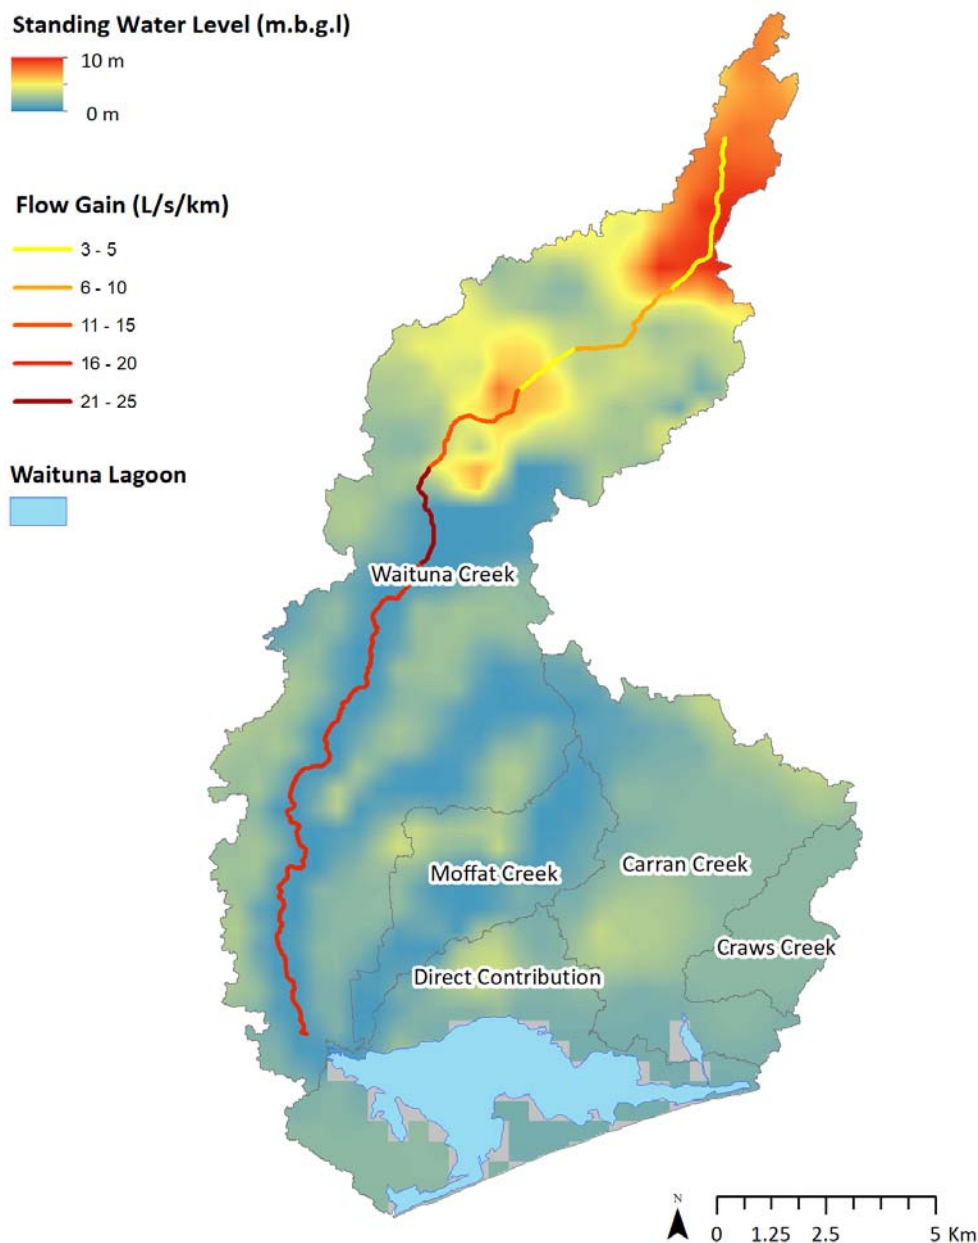 Standing Water Level (m.b.g.l)
10 m
0 m
Flow Gain (L/s/km)
3 - 5
6 - 10
11 - 15
16 - 20
21 - 25
Waituna Lagoon
Waituna Creek
Moffat Creek
Carran Creek
Craws Creek
Direct Contribution
N
0 1.25 2.5 5 Km